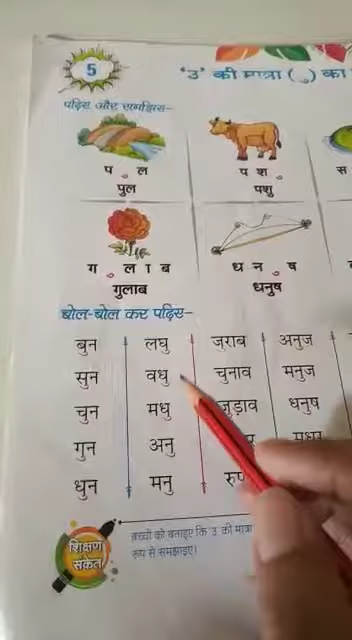 5
'उ' की मात्रा ( ु ) का
पढ़िए और समझिए–
प ु ल
पुल
प श ु
पशु
स
ग ु ल ा ब
गुलाब
ध न ु ष
धनुष
बोल-बोल कर पढ़िए–
बुन लघु जुराब अनुज
सुन वधु चुनाव मनुज
चुन मधु जुड़ाव धनुष
गुन अनु मधुर
धुन मनु
शिक्षण
संकेत
बच्चों को बताइए कि 'उ' की मात्रा
रूप से समझाइए।